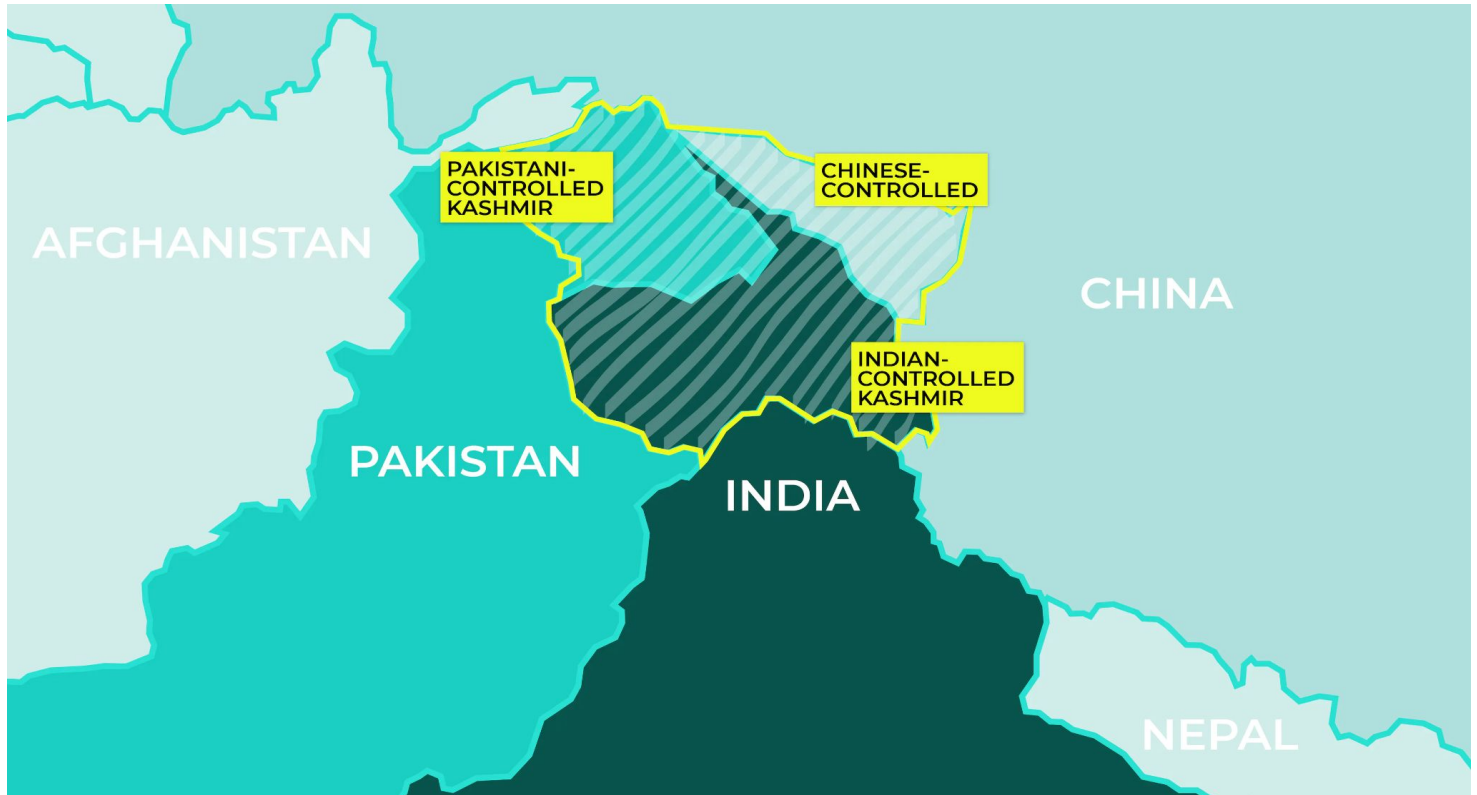 PAKISTANI-
CONTROLLED
KASHMIR
CHINESE-
CONTROLLED
AFGHANISTAN
CHINA
INDIAN-
CONTROLLED
KASHMIR
PAKISTAN
INDIA
NEPAL